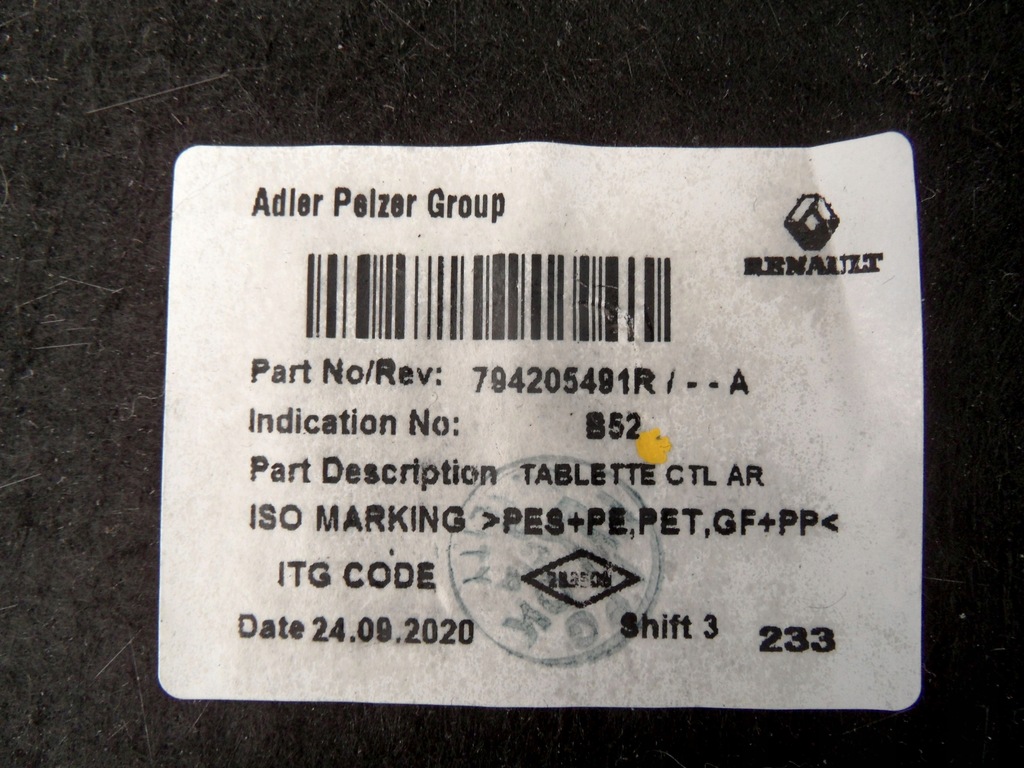 Adler Pelzer Group
RENAULT
Part No/Rev: 794205491R / - - A
Indication No: B52
Part Description TABLETTE CTL AR
ISO MARKING >PES+PE,PET,GF+PP<
ITG CODE
Date 24.09.2020 Shift 3 233